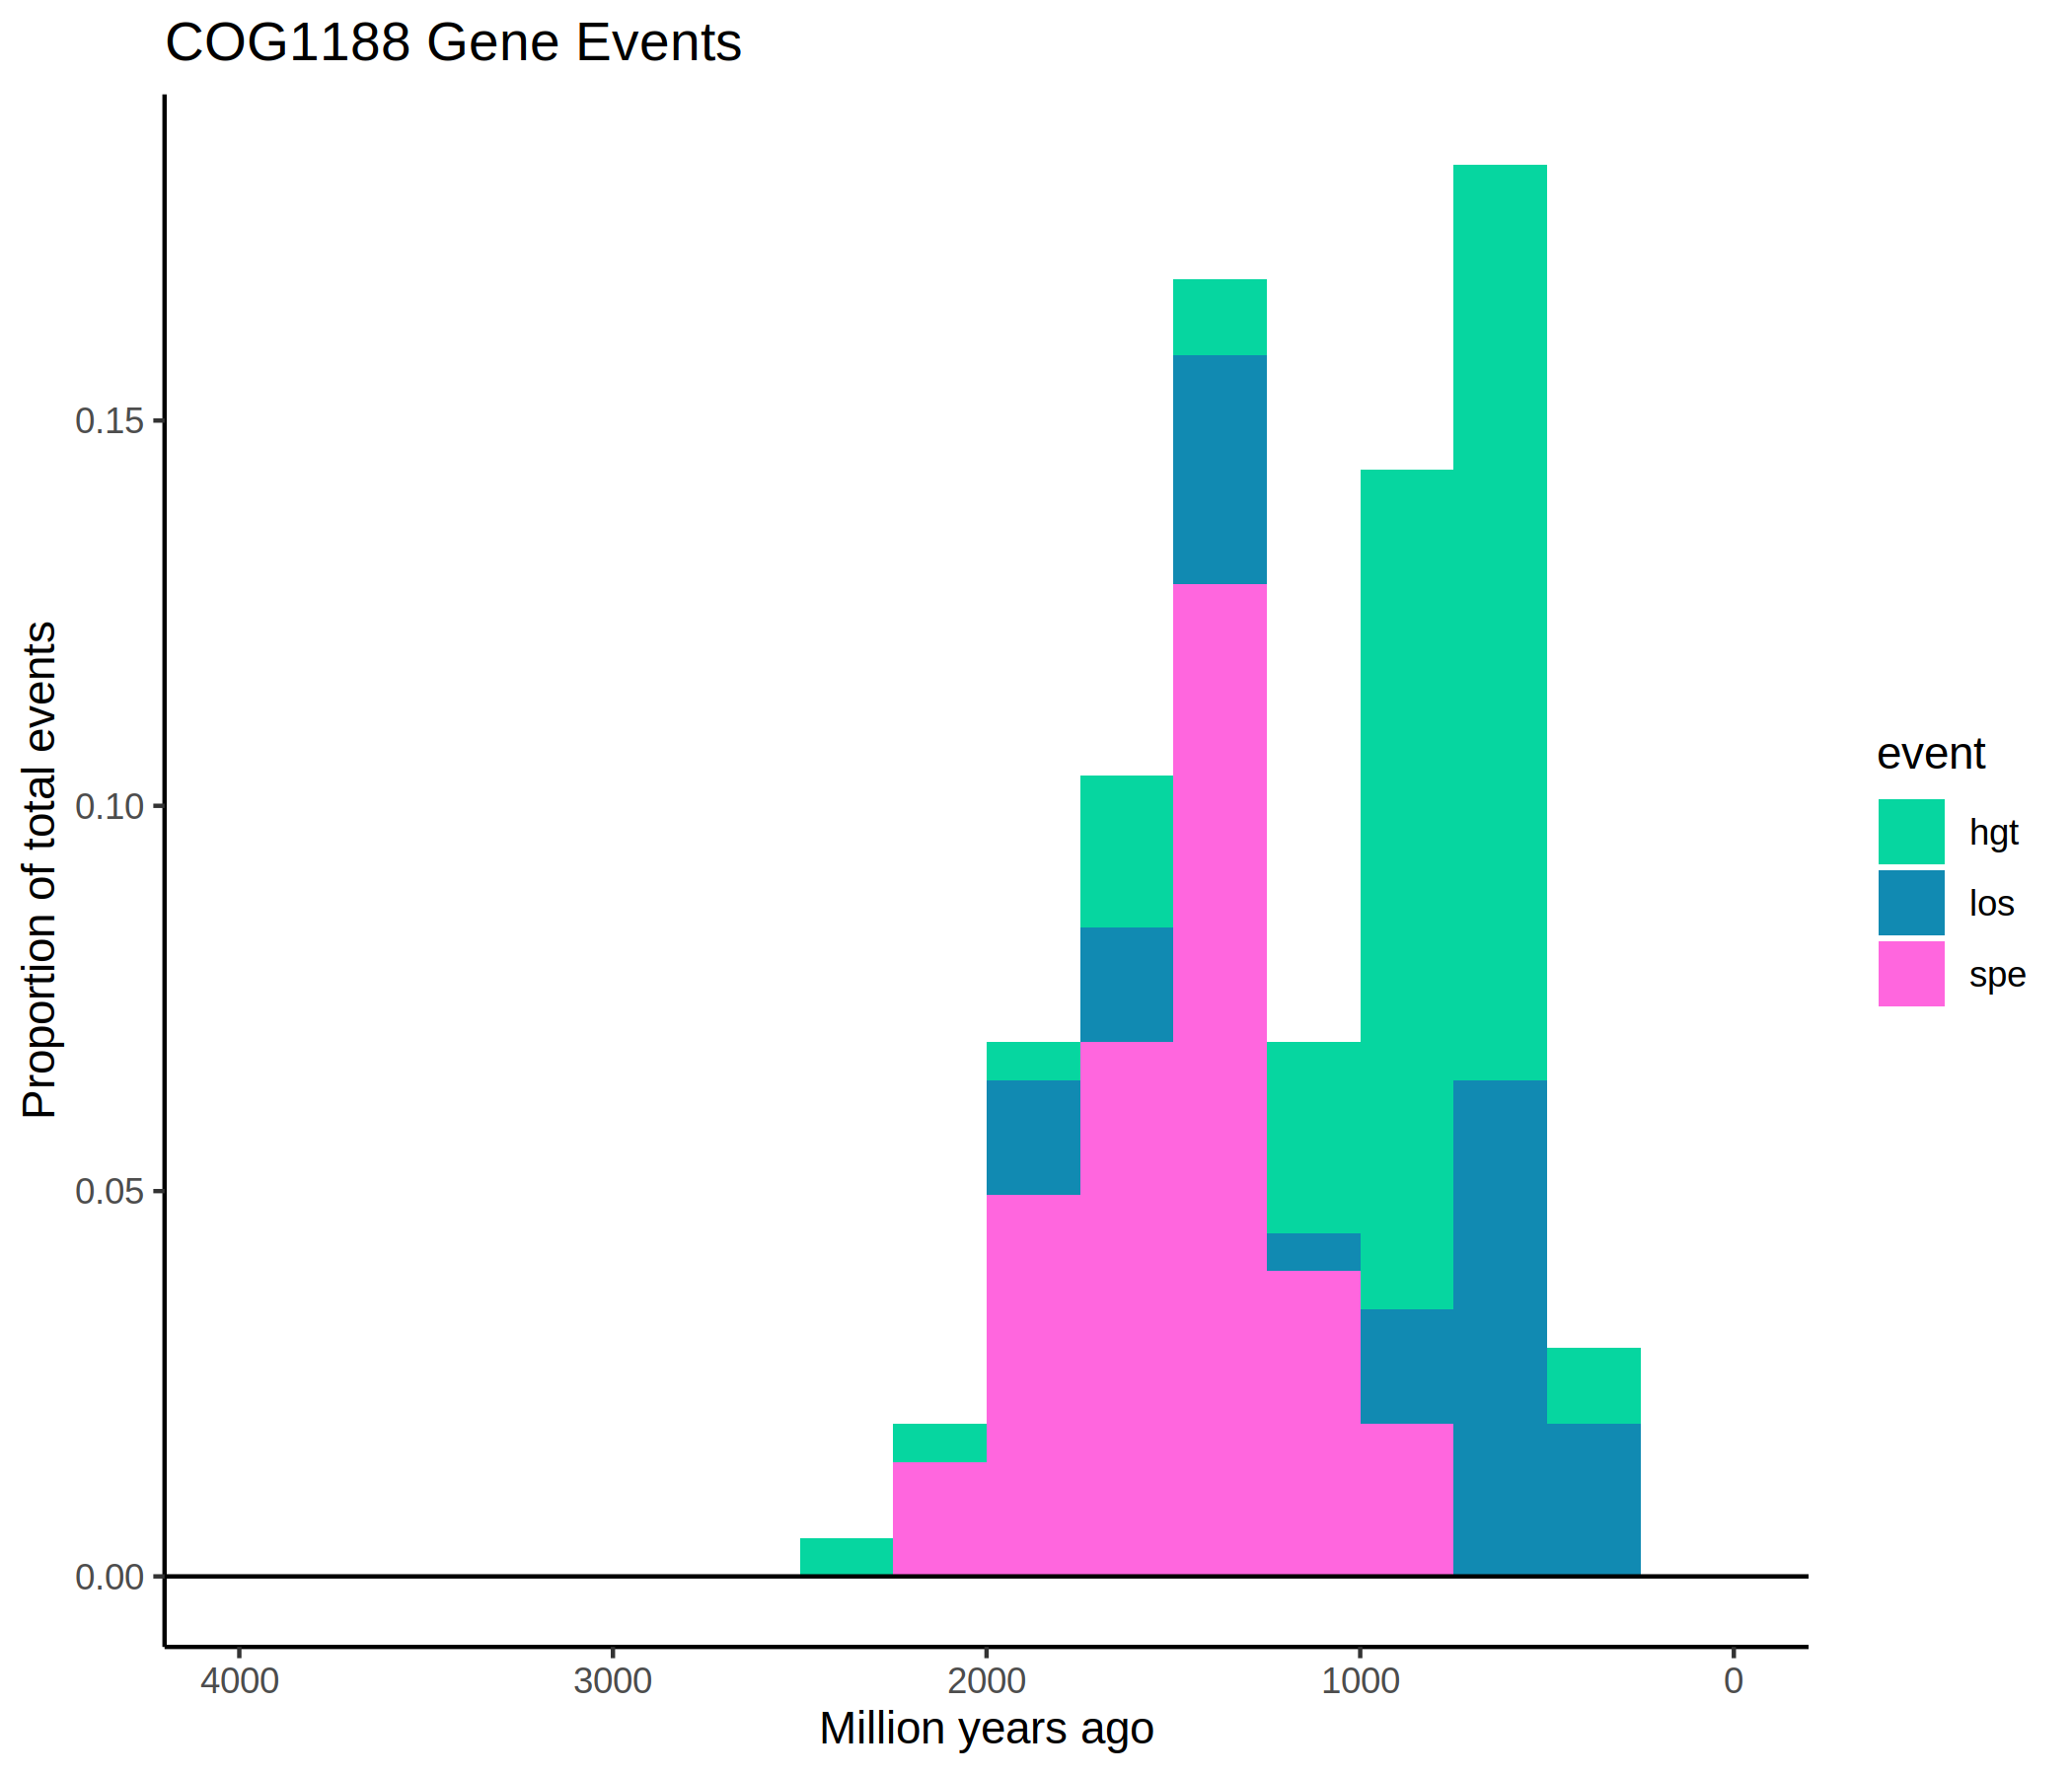 COG1188 Gene Events
Proportion of total events
0.15
0.10
0.05
0.00
4000 3000 2000 1000 0
Million years ago
event
hgt
los
spe